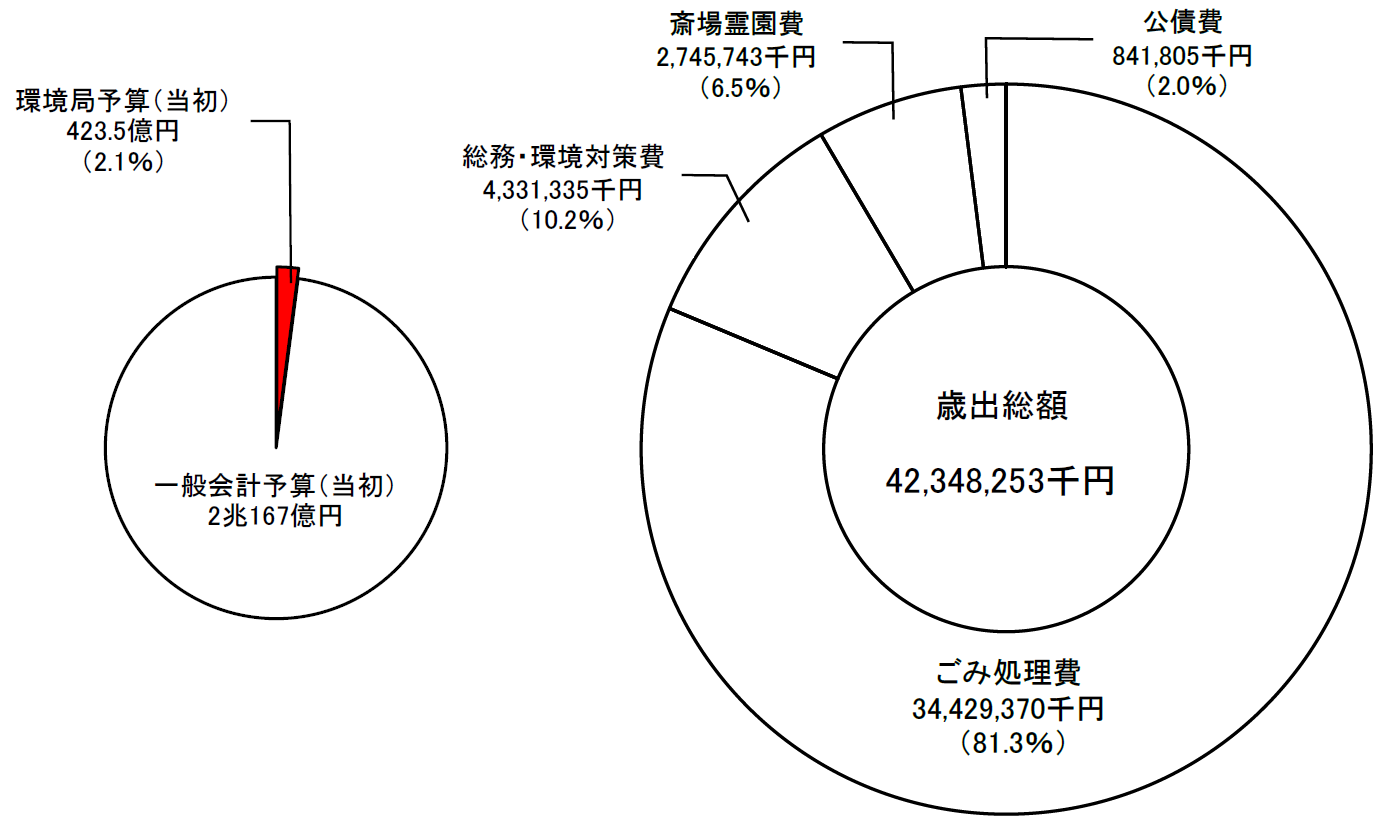 環境局予算（当初）
423.5億円
（2.1％）
一般会計予算（当初）
2兆167億円
斎場霊園費
2,745,743千円
（6.5％）
公債費
841,805千円
（2.0％）
総務・環境対策費
4,331,335千円
（10.2％）
歳出総額
42,348,253千円
ごみ処理費
34,429,370千円
（81.3％）